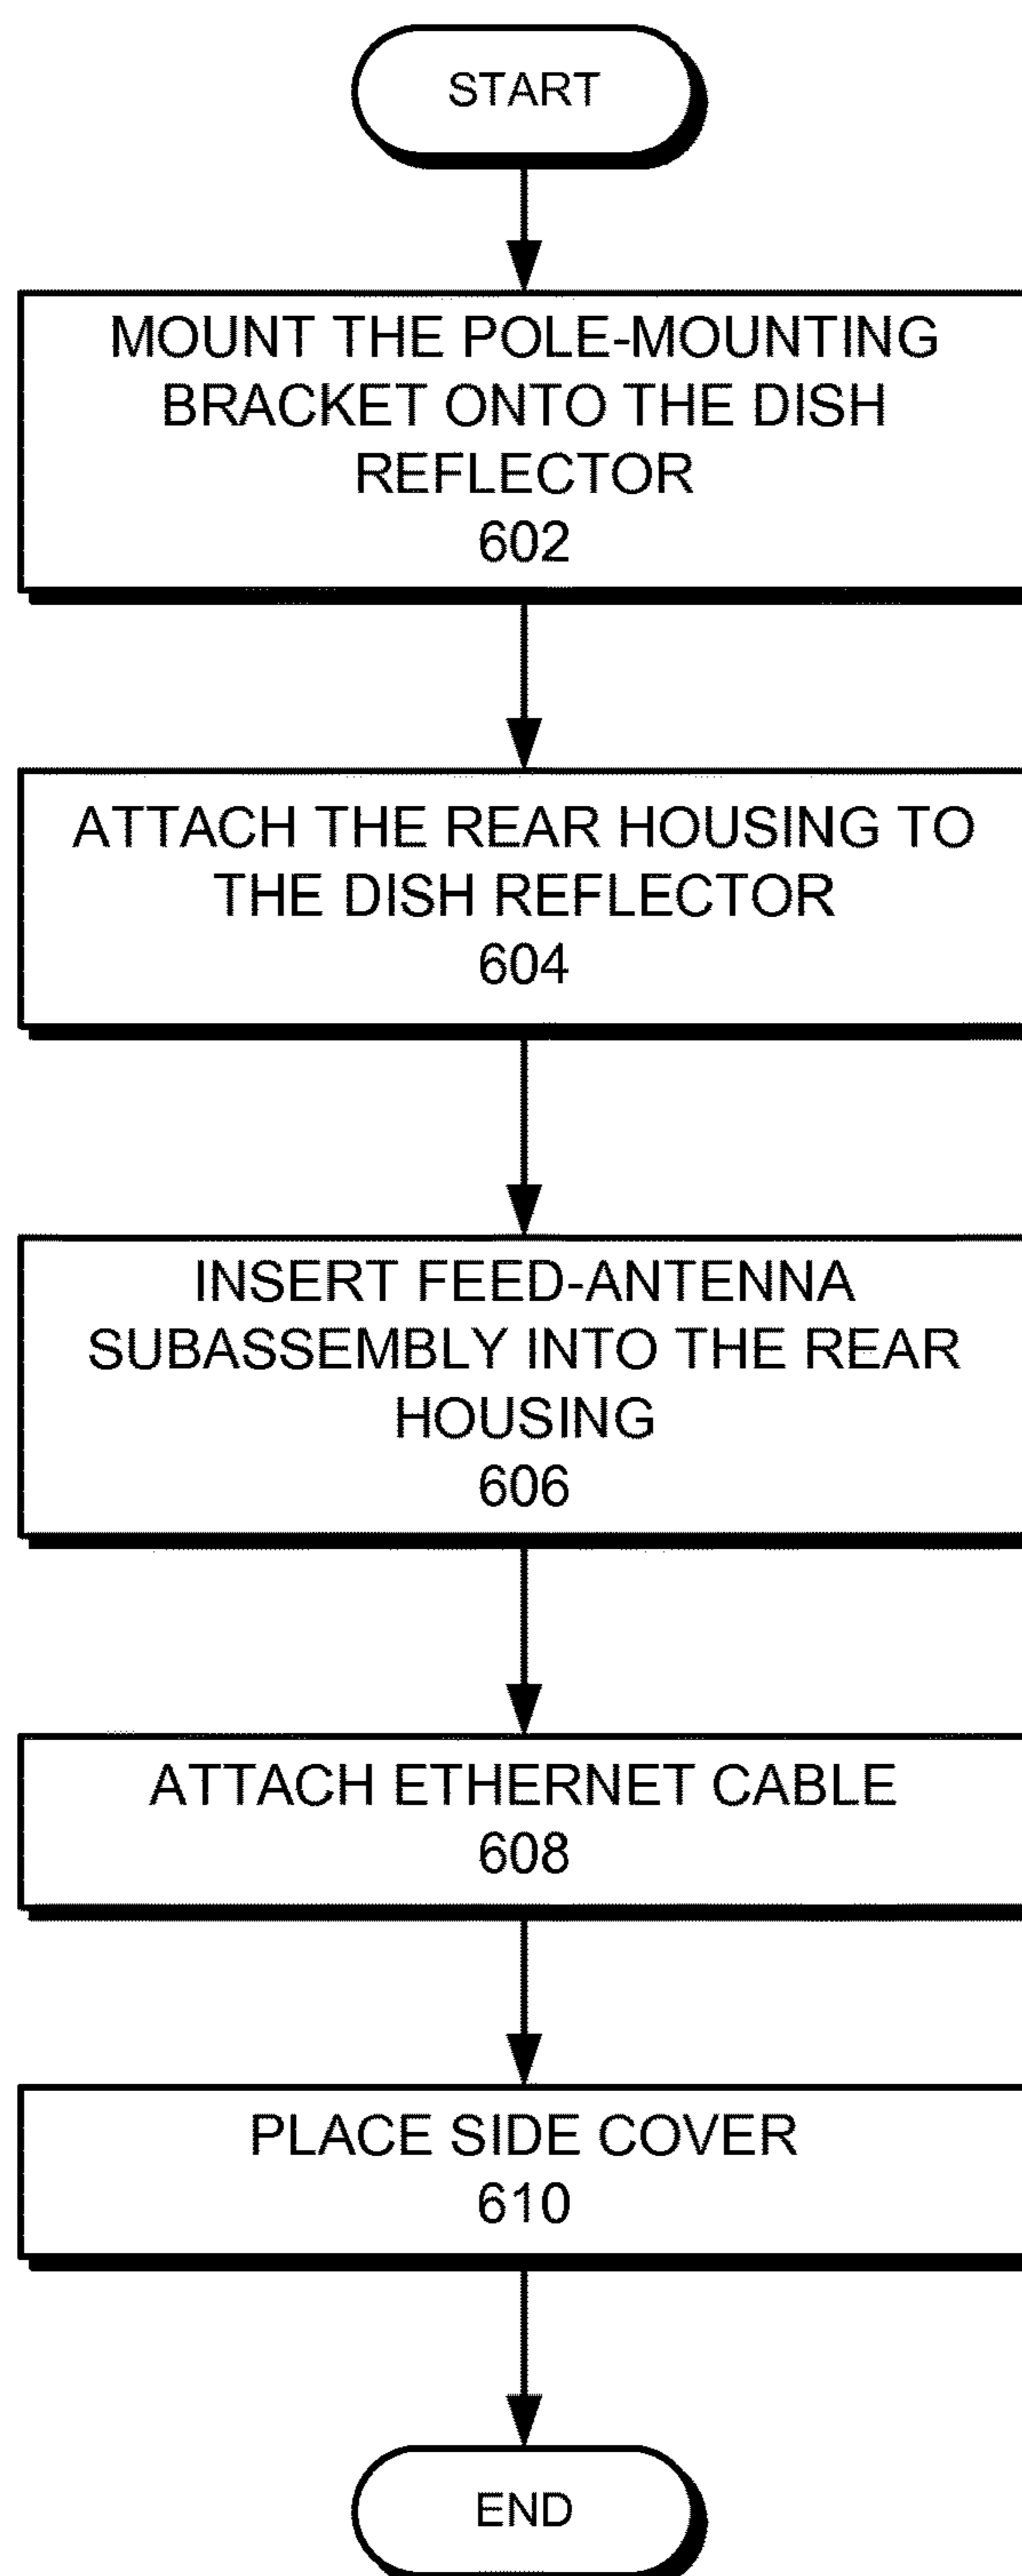 START
MOUNT THE POLE-MOUNTING
BRACKET ONTO THE DISH
REFLECTOR
602
ATTACH THE REAR HOUSING TO
THE DISH REFLECTOR
604
INSERT FEED-ANTENNA
SUBASSEMBLY INTO THE REAR
HOUSING
606
ATTACH ETHERNET CABLE
608
PLACE SIDE COVER
610
END